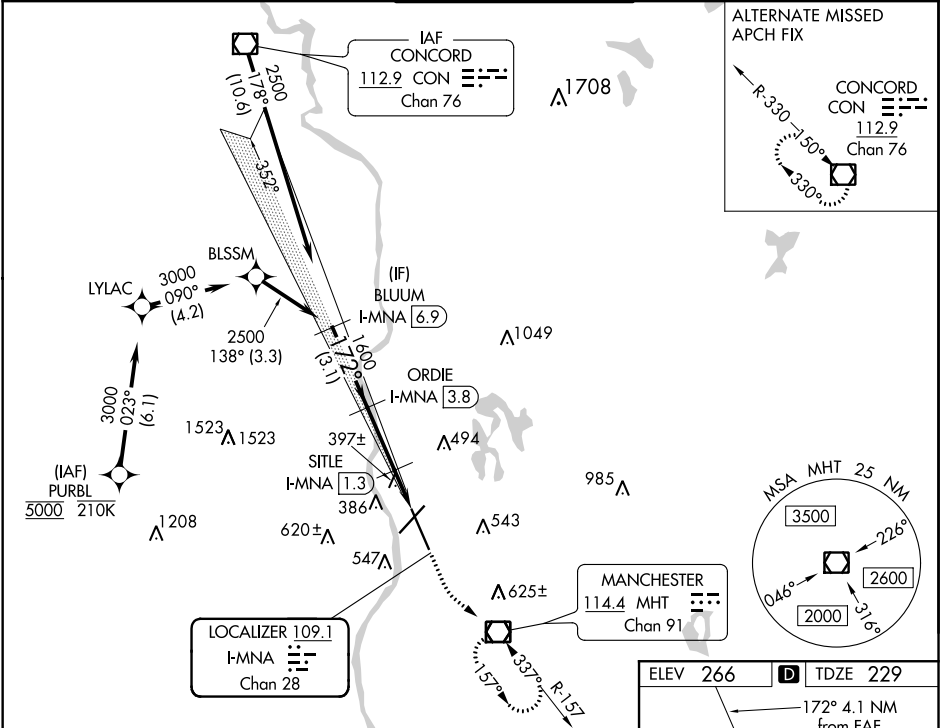 IAF
CONCORD
112.9 CON
Chan 76
2500
178°
(10.6)
352°
1708
ALTERNATE MISSED
APCH FIX
CONCORD
CON
112.9
Chan 76
R-330
150°
330°
BLSSM
LYLAC
3000
090°
(4.2)
2500
138° (3.3)
(IF)
BLUUM
I-MNA 6.9
1600
172°
(3.1)
1049
ORDIE
I-MNA 3.8
3000
023°
(6.1)
1523
1523
397±
494
SITLE
I-MNA 1.3
(IAF)
PURBL
5000 210K
985
386
1208
620±
543
547
625±
MSA MHT 25 NM
3500
226°
046°
2600
2000
316°
MANCHESTER
114.4 MHT
Chan 91
LOCALIZER 109.1
I-MNA
Chan 28
157°
337°
R-157
ELEV 266 D TDZE 229
172° 4.1 NM
from FAF